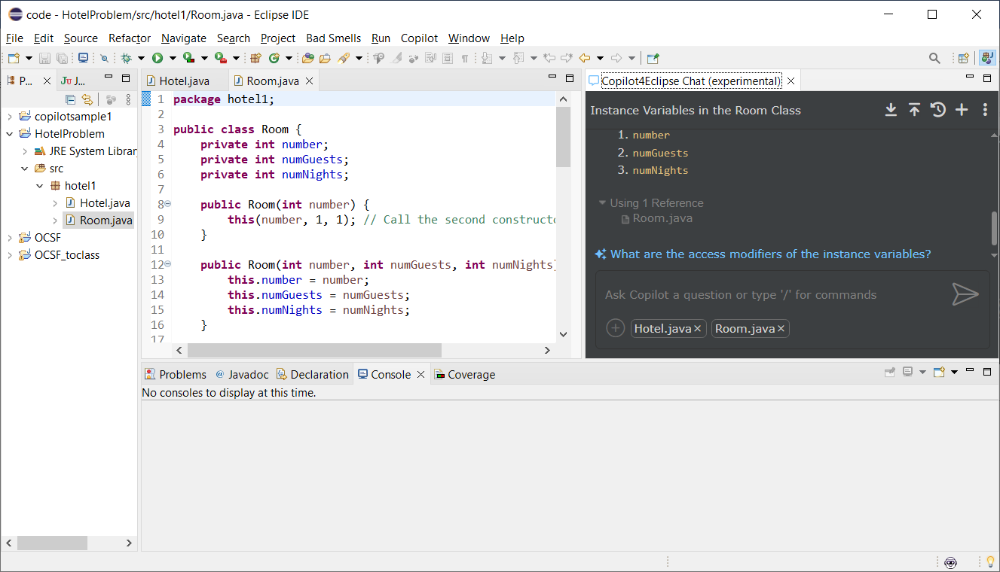 code - HotelProblem/src/hotel1/Room.java - Eclipse IDE
File Edit Source Refactor Navigate Search Project Bad Smells Run Copilot Window Help
P...
JU J...
copilotsample1
HotelProblem
JRE System Librar
src
hotel1
Hotel.java
Room.java
OCSF
OCSF_toclass
Hotel.java Room.java
1 package hotel1;
2
3 public class Room {
4 private int number;
5 private int numGuests;
6 private int numNights;
7
8 public Room(int number) {
9 this(number, 1, 1); // Call the second constructo
10 }
11
12 public Room(int number, int numGuests, int numNights)
13 this.number = number;
14 this.numGuests = numGuests;
15 this.numNights = numNights;
16 }
17
Copilot4Eclipse Chat (experimental)
Instance Variables in the Room Class
1. number
2. numGuests
3. numNights
Using 1 Reference
Room.java
What are the access modifiers of the instance variables?
Ask Copilot a question or type '/' for commands
Hotel.java Room.java
Problems @ Javadoc Declaration Console Coverage
No consoles to display at this time.